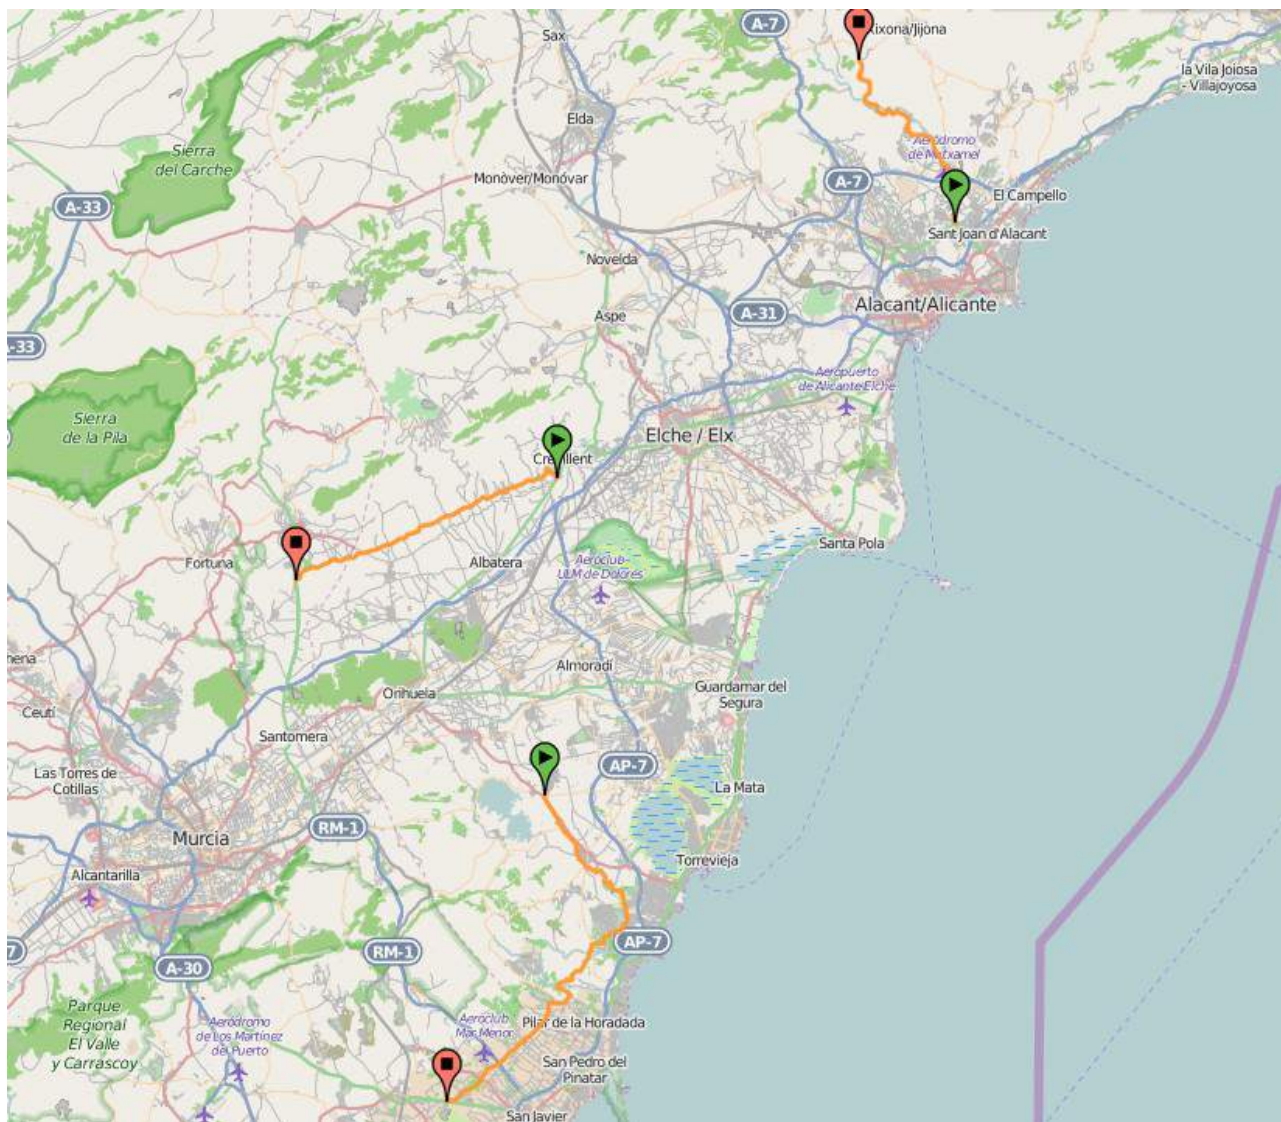 A-7
Xixona/Jijona
Sax
la Vila Joiosa
- Villajoyosa
Elda
Sierra
del Carche
Aeródromo
de Mutxamel
Monòver/Monóvar
A-7
El Campello
A-33
Sant Joan d'Alacant
Novelda
Alacant/Alicante
A-31
Aspe
-33
Aeropuerto
de Alicante-Elche
Sierra
de la Pila
Elche / Elx
Crevillent
Santa Pola
Fortuna
Albatera
Aeroclub-
ULM de Dolores
Almoradí
Guardamar del
Segura
Orihuela
Ceutí
Santomera
AP-7
Las Torres de
Cotillas
La Mata
RM-1
Murcia
Torrevieja
Alcantarilla
AP-7
RM-1
7
A-30
Parque
Regional
El Valle
y Carrascoy
Aeródromo
de Los Martínez
del Puerto
Aeroclub
Mar Menor
Pilar de la Horadada
San Pedro del
Pinatar
San Javier